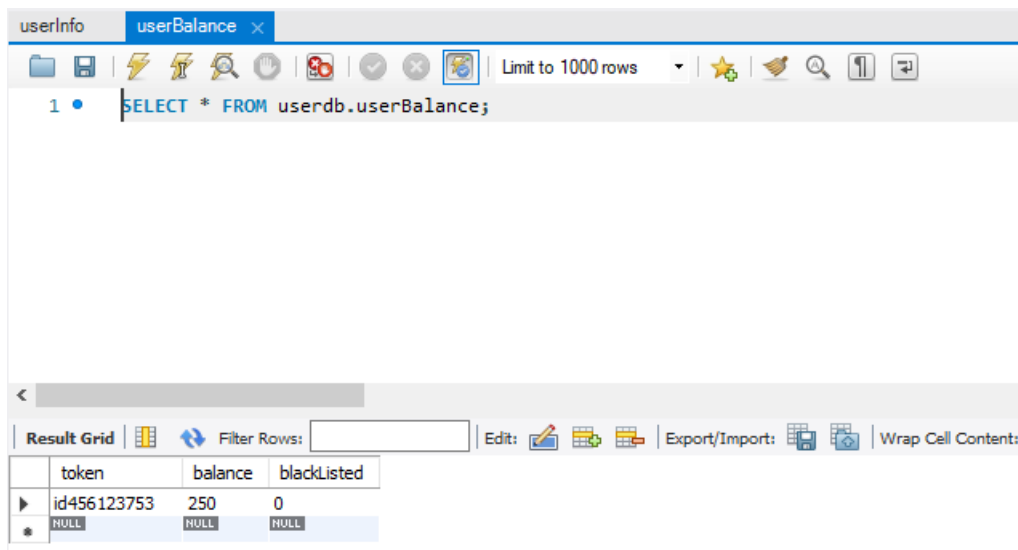 userInfo userBalance
Limit to 1000 rows
1 SELECT * FROM userdb.userBalance;
Result Grid Filter Rows: Edit: Export/Import: Wrap Cell Content:
token balance blackListed
id456123753 250 0
NULL NULL NULL